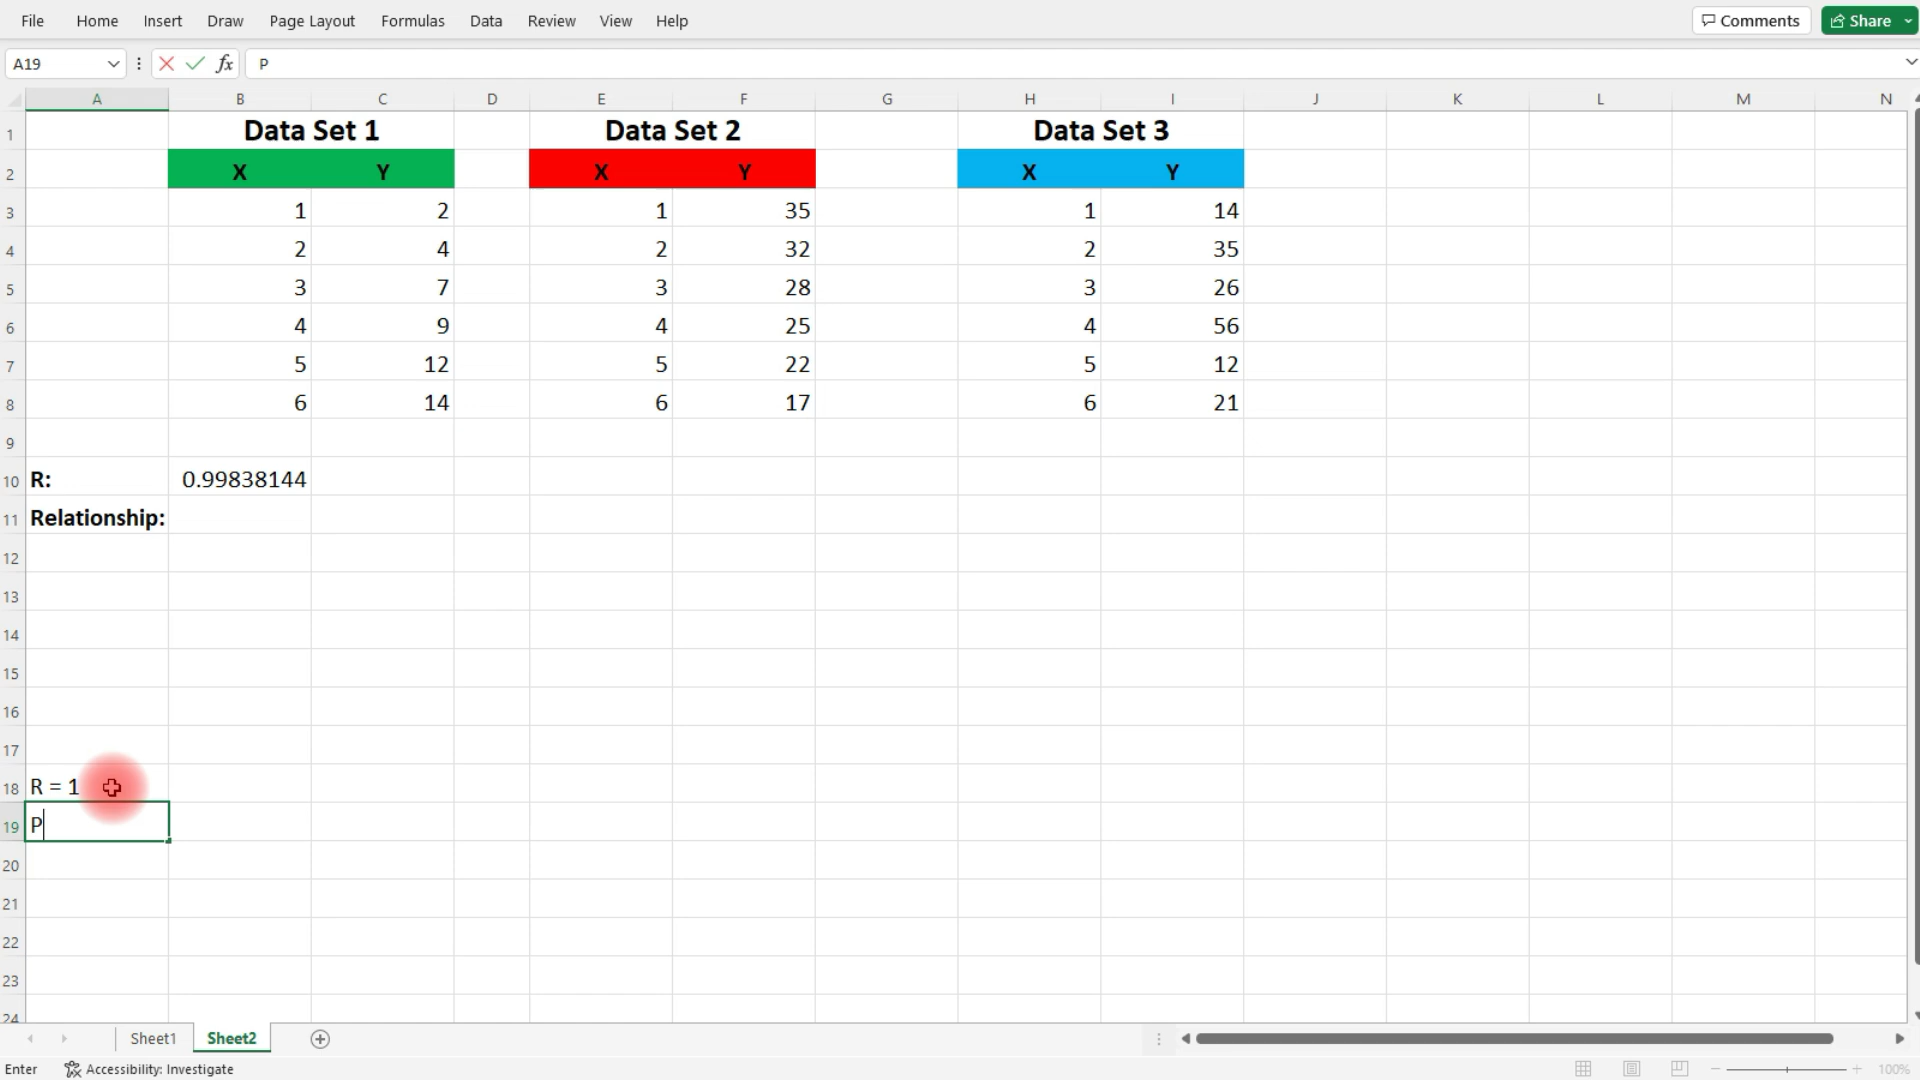 File Home Insert Draw Page Layout Formulas Data Review View Help Comments Share
A19 fx P
A B C D E F G H I J K L M N
1 Data Set 1 Data Set 2 Data Set 3
2 X Y X Y X Y
3 1 2 1 35 1 14
4 2 4 2 32 2 35
5 3 7 3 28 3 26
6 4 9 4 25 4 56
7 5 12 5 22 5 12
8 6 14 6 17 6 21
9
10 R: 0.99838144
11 Relationship:
12
13
14
15
16
17
18 R = 1
19 P
20
21
22
23
24
Sheet1 Sheet2
Enter Accessibility: Investigate 100%